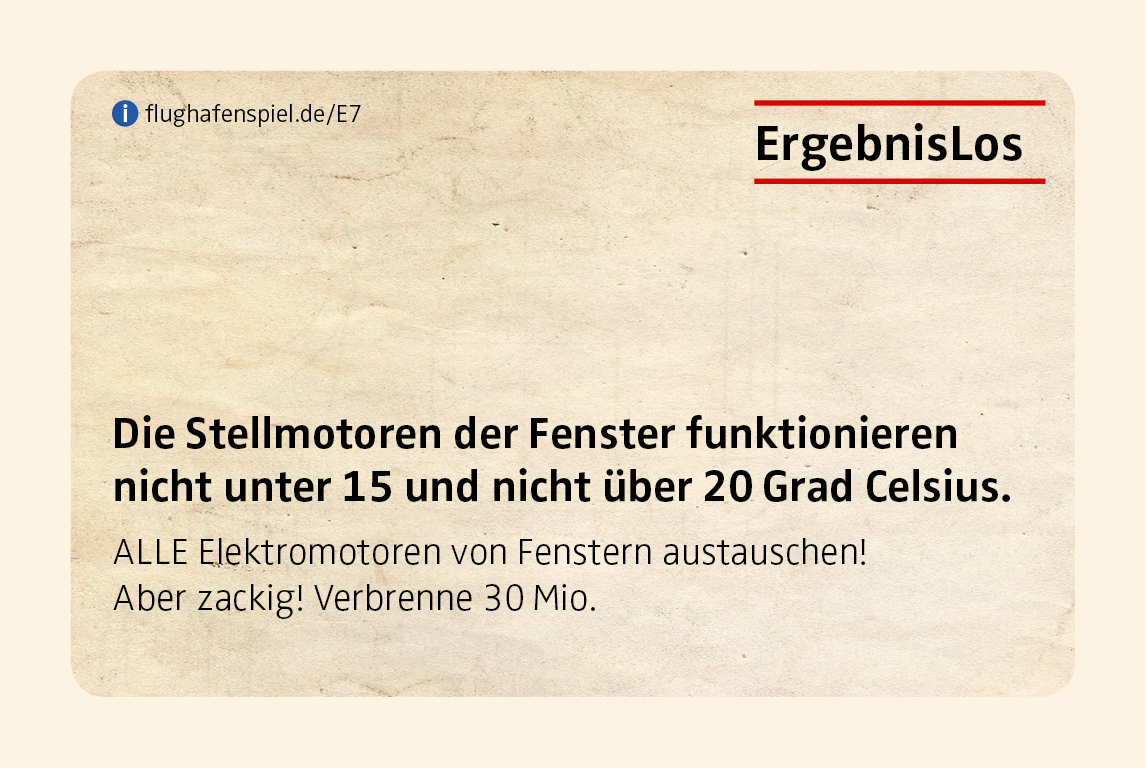 i flughafenspiel.de/E7
ErgebnisLos
Die Stellmotoren der Fenster funktionieren
nicht unter 15 und nicht über 20 Grad Celsius.
ALLE Elektromotoren von Fenstern austauschen!
Aber zackig! Verbrenne 30 Mio.